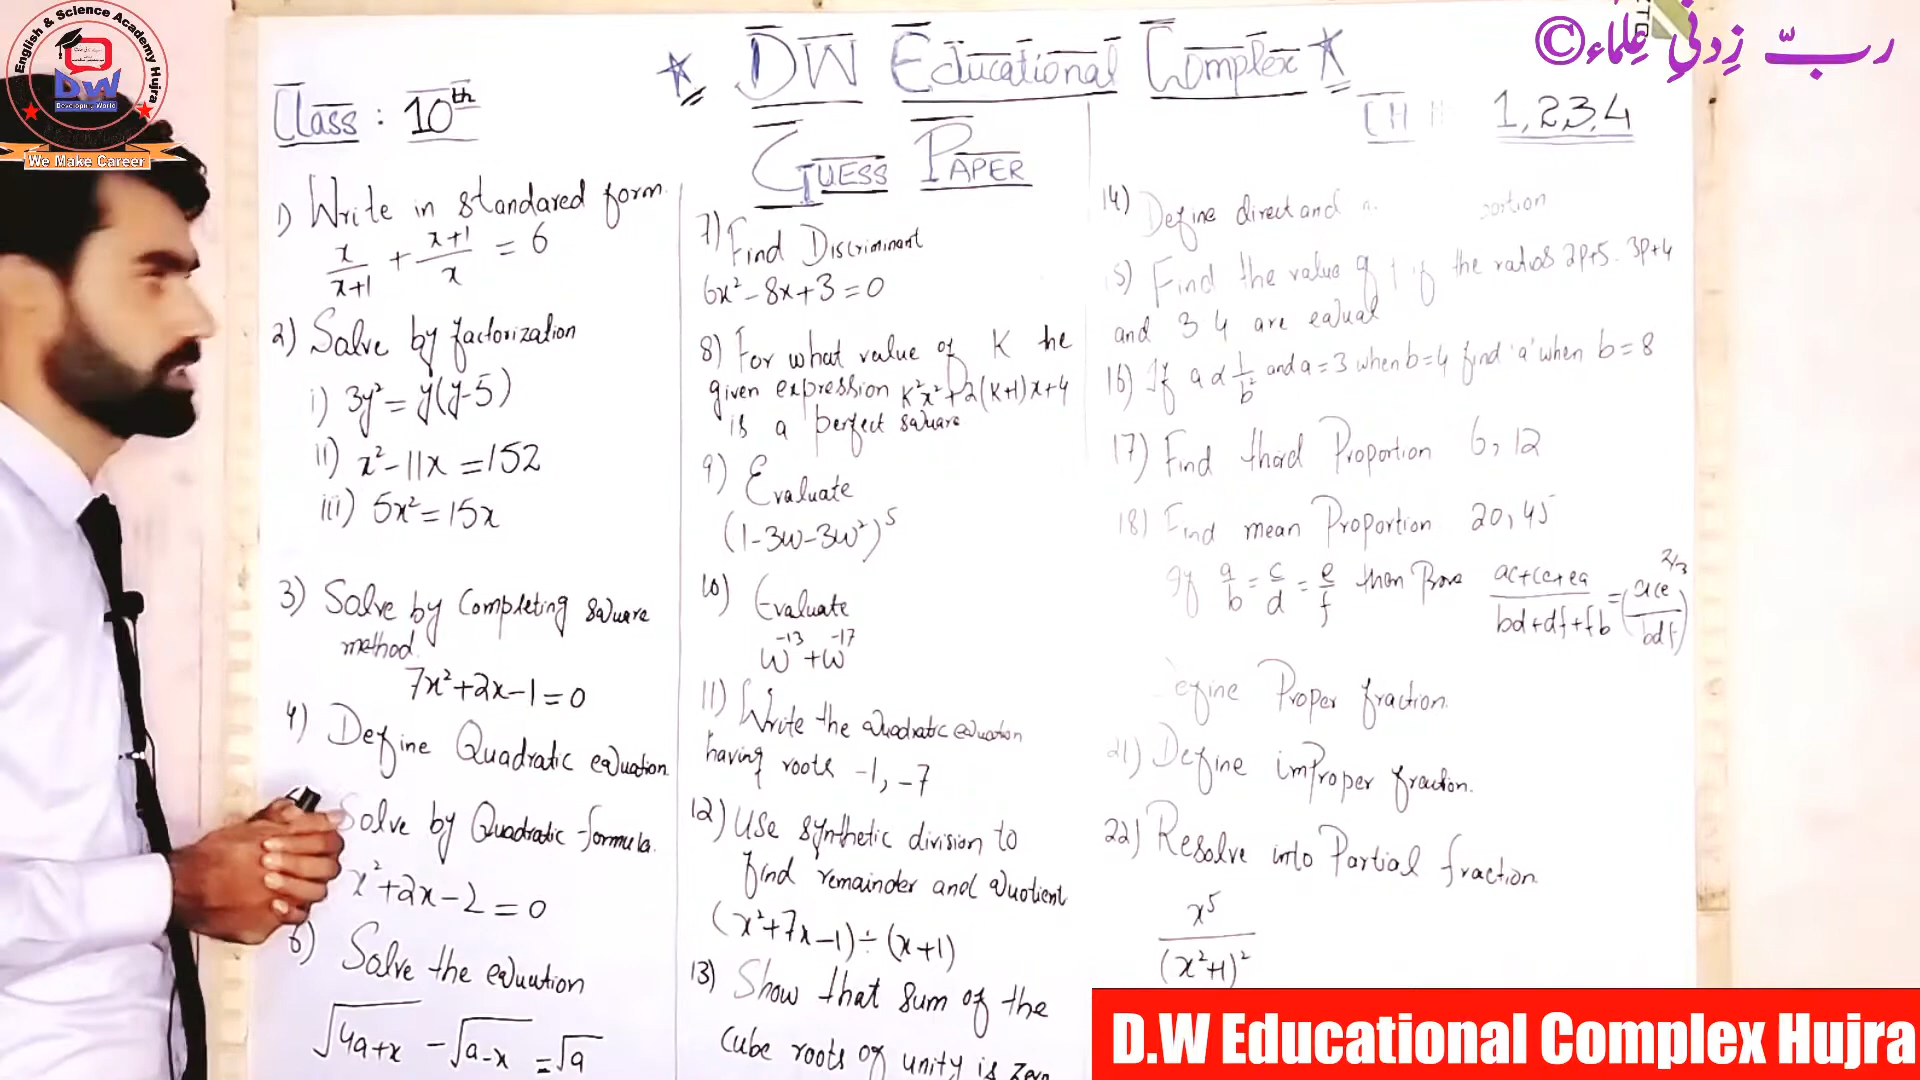 English & Science Academy Hujra
DW
Developing World
We Make Career
★ DW Educational Complex ★
© ربّ زِدنیِ عِلمَاء
Class : 10th
CH 1,2,3,4
Guess Paper
1) Write in standared form
x/x+1 + x+1/x = 6
2) Solve by factorization
i) 3y² = y(y-5)
ii) x² - 11x = 152
iii) 5x² = 15x
3) Solve by Completing square
method.
7x² + 2x - 1 = 0
4) Define Quadratic equation
Solve by Quadratic formula.
x² + 2x - 2 = 0
6) Solve the equation
√4a+x - √a-x = √a
7) Find Discriminant
6x² - 8x + 3 = 0
8) For what value of K the
given expression K²x² + 2(K+1)x + 4
is a perfect square
9) Evaluate
(1 - 3w - 3w²)⁵
10) Evaluate
w⁻¹³ + w⁻¹⁷
11) Write the quadratic equation
having roots -1, -7
12) Use synthetic division to
find remainder and quotient
(x² + 7x - 1) ÷ (x + 1)
13) Show that sum of the
cube roots of unity is zero
14) Define direct and
5) Find the value of if the ratios 2p+5 . 3p+4
and 3 4 are equal
16) If a ∝ 1/b² and a = 3 when b = 4 find 'a' when b = 8
17) Find third Proportion 6, 12
18) Find mean Proportion 20, 45
If a/b = c/d = e/f then Prove ac+ce+ea/bd+df+fb = (ace/bdf)^2/3
efine Proper fraction.
21) Define improper fraction.
22) Resolve into Partial fraction
x⁵/(x²+1)²
D.W Educational Complex Hujra